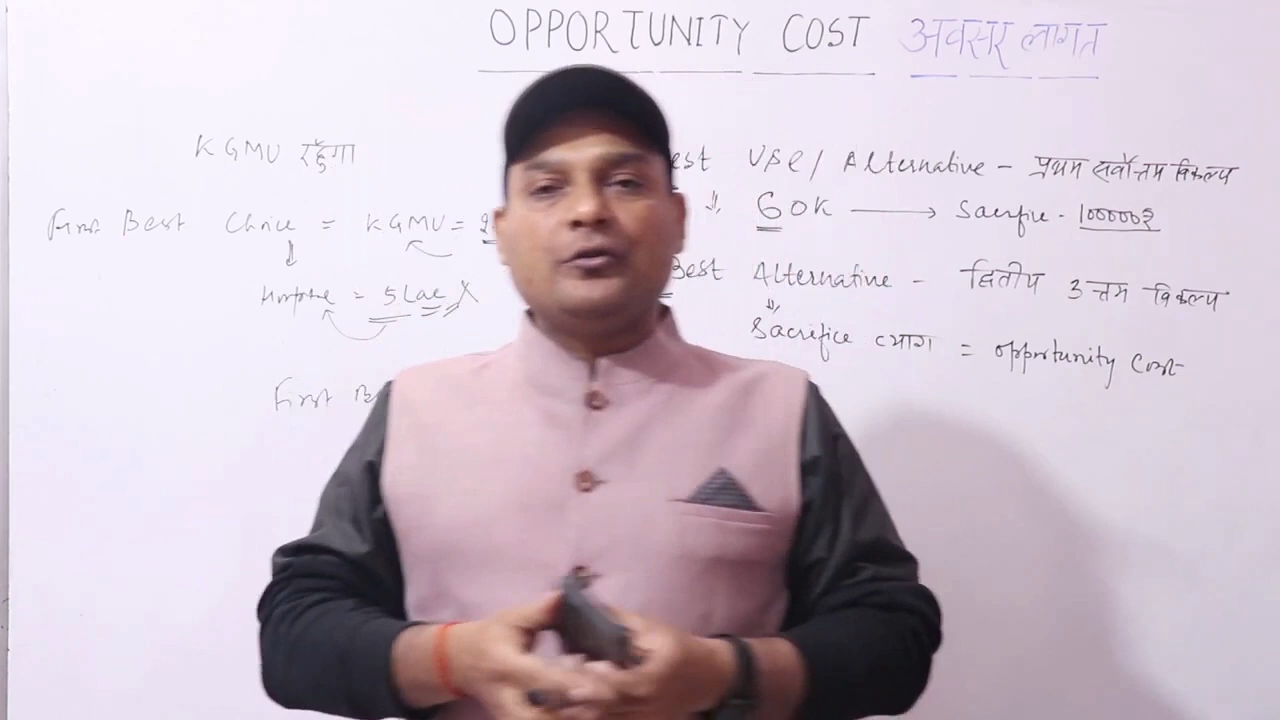 OPPORTUNITY COST अवसर लागत
KGMU रहूँगा
First Best Choice = KGMU =
= 5 Lac X
First
est Use / Alternative - प्रथम सर्वोत्तम विकल्प
60K → Sacrifice - 100000₹
Best Alternative - द्वितीय उत्तम विकल्प
Sacrifice त्याग = opportunity cost